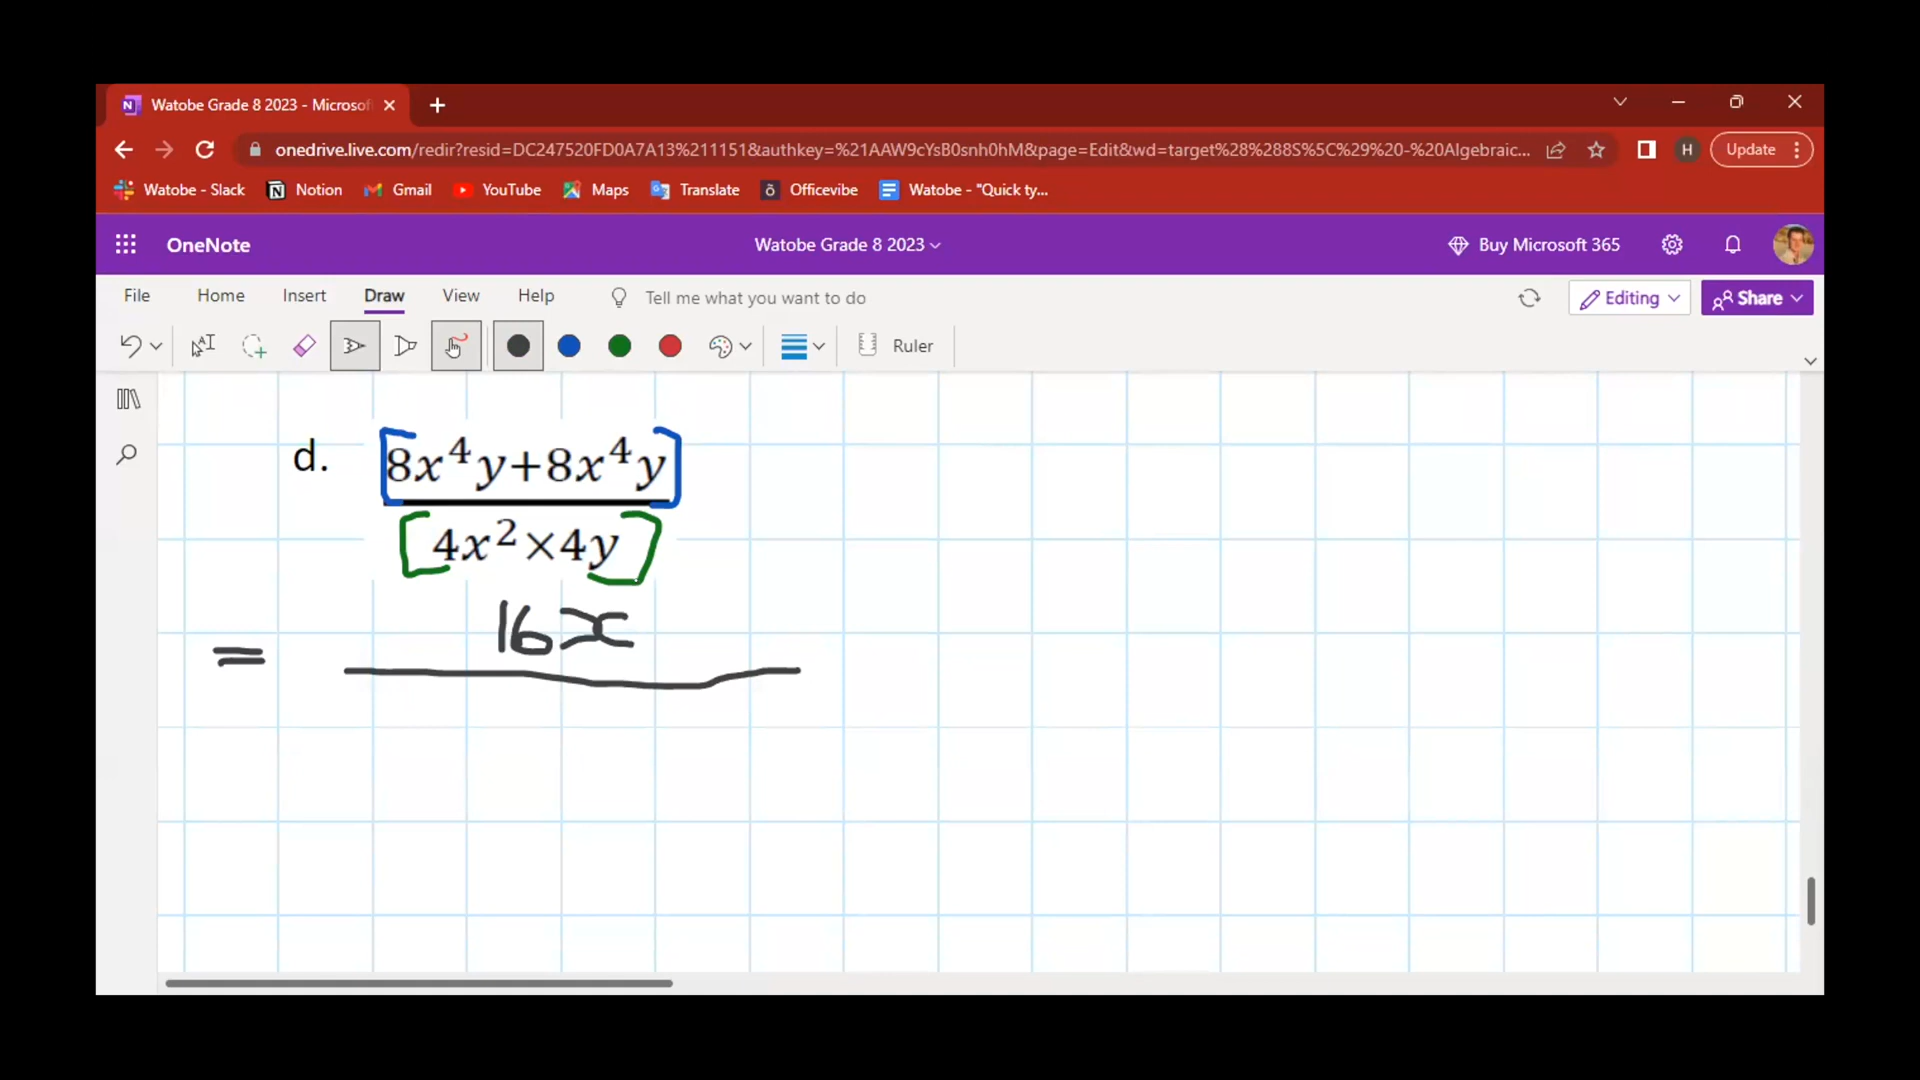 Watobe Grade 8 2023 - Microsof
onedrive.live.com/redir?resid=DC247520FD0A7A13%211151&authkey=%21AAW9cYsB0snh0hM&page=Edit&wd=target%28%288S%5C%29%20-%20Algebraic...
H
Update
Watobe - Slack Notion Gmail YouTube Maps Translate Officevibe Watobe - "Quick ty...
OneNote Watobe Grade 8 2023 Buy Microsoft 365
File Home Insert Draw View Help Tell me what you want to do Editing Share
Ruler
d. [8x⁴y+8x⁴y]
[4x²×4y]
= 16x